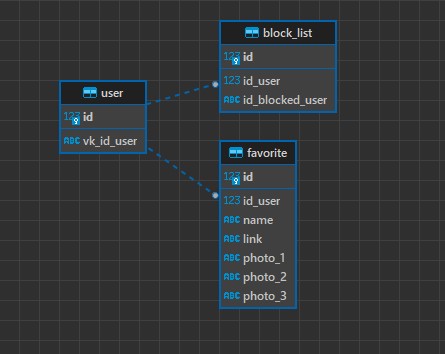 user
123 id
ABC vk_id_user
block_list
123 id
123 id_user
ABC id_blocked_user
favorite
123 id
123 id_user
ABC name
ABC link
ABC photo_1
ABC photo_2
ABC photo_3